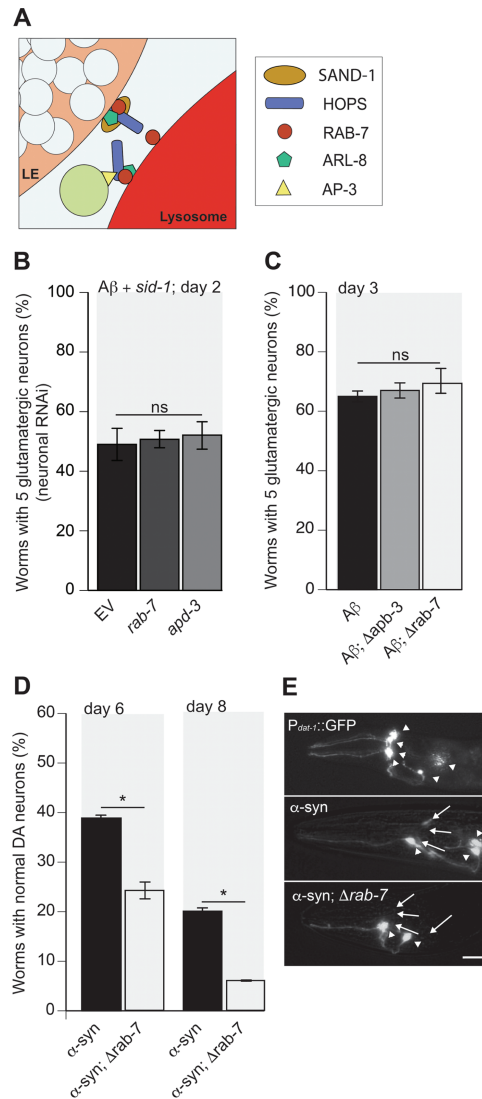 A
LE
Lysosome
SAND-1
HOPS
RAB-7
ARL-8
AP-3
B
Aβ + sid-1; day 2
Worms with 5 glutamatergic neurons (%)
(neuronal RNAi)
100
80
60
40
20
0
ns
EV
rab-7
apd-3
C
day 3
Worms with 5 glutamatergic neurons (%)
100
80
60
40
20
0
ns
Aβ
Aβ; Δapb-3
Aβ; Δrab-7
D
Worms with normal DA neurons (%)
60
50
40
30
20
10
0
day 6
day 8
*
*
α-syn
α-syn; Δrab-7
α-syn
α-syn; Δrab-7
E
Pdat-1::GFP
α-syn
α-syn; Δrab-7